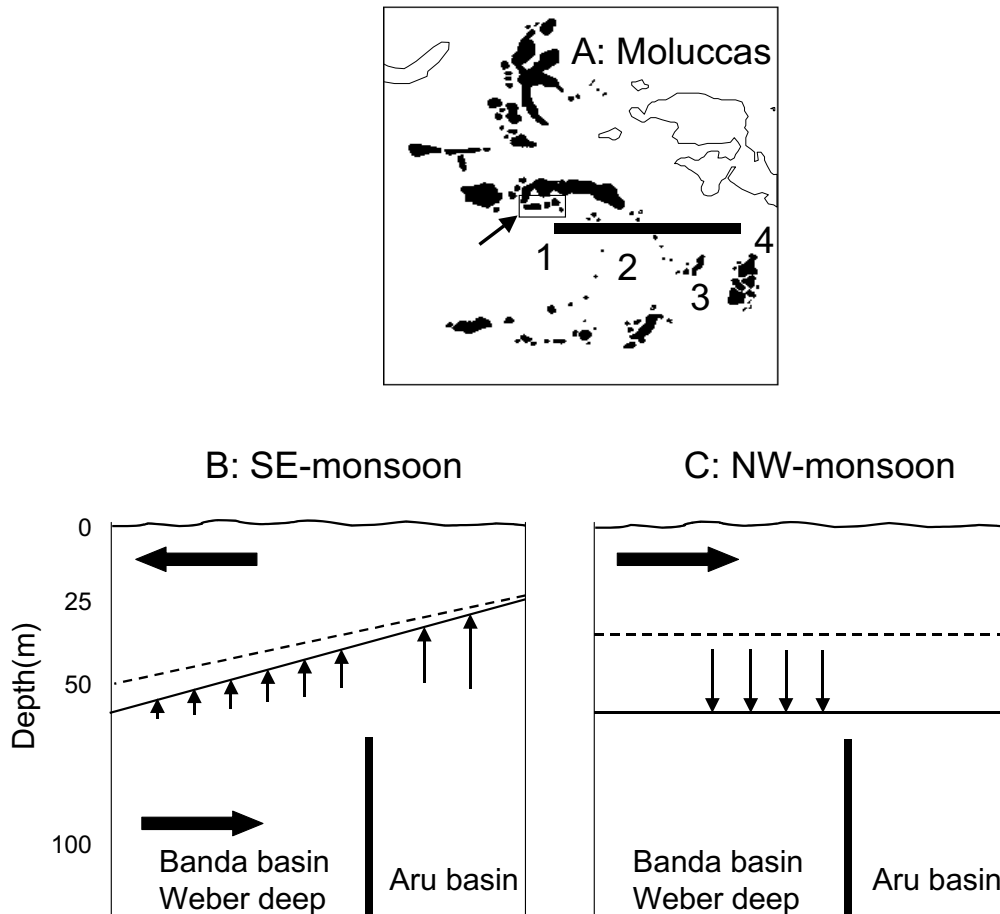 A: Moluccas
1
2
3
4
B: SE-monsoon
C: NW-monsoon
0
25
50
100
Depth(m)
Banda basin
Weber deep
Aru basin
Banda basin
Weber deep
Aru basin